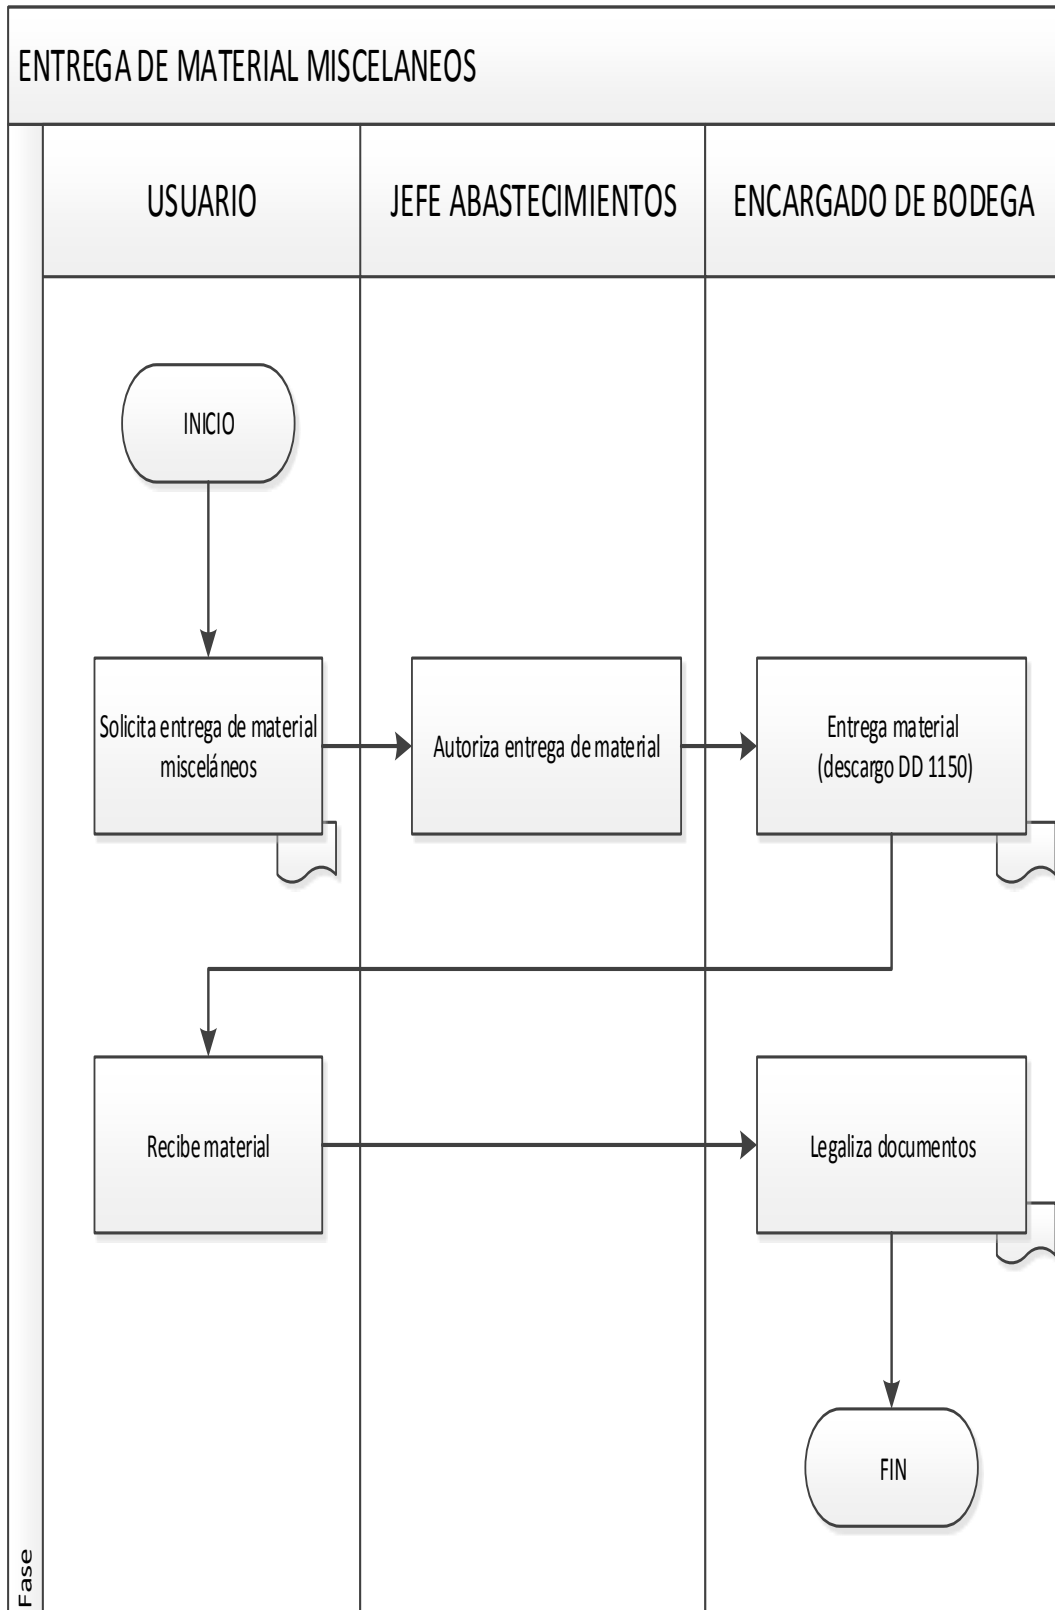 ENTREGA DE MATERIAL MISCELANEOS
USUARIO
JEFE ABASTECIMIENTOS
ENCARGADO DE BODEGA
INICIO
Solicita entrega de material
misceláneos
Autoriza entrega de material
Entrega material
(descargo DD 1150)
Recibe material
Legaliza documentos
FIN
Fase